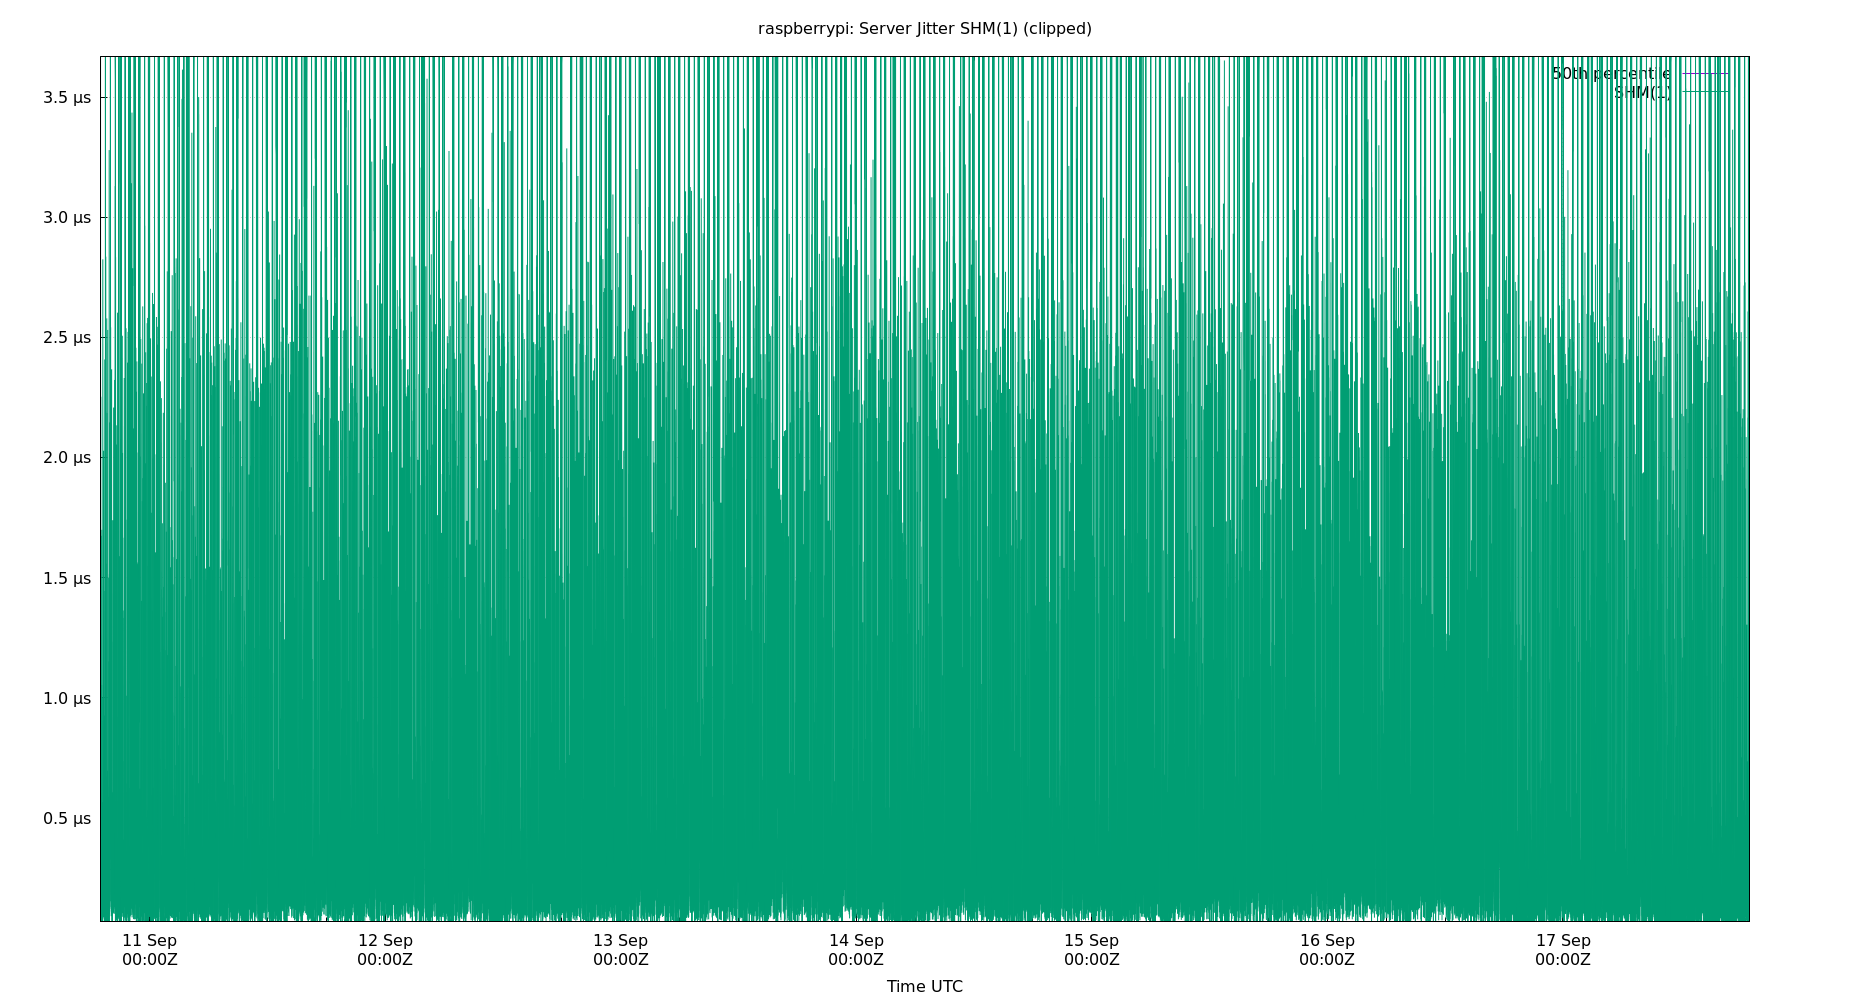 raspberrypi: Server Jitter SHM(1) (clipped)
50th percentile
SHM(1)
3.5 µs
3.0 µs
2.5 µs
2.0 µs
1.5 µs
1.0 µs
0.5 µs
11 Sep 12 Sep 13 Sep 14 Sep 15 Sep 16 Sep 17 Sep
00:00Z 00:00Z 00:00Z 00:00Z 00:00Z 00:00Z 00:00Z
Time UTC